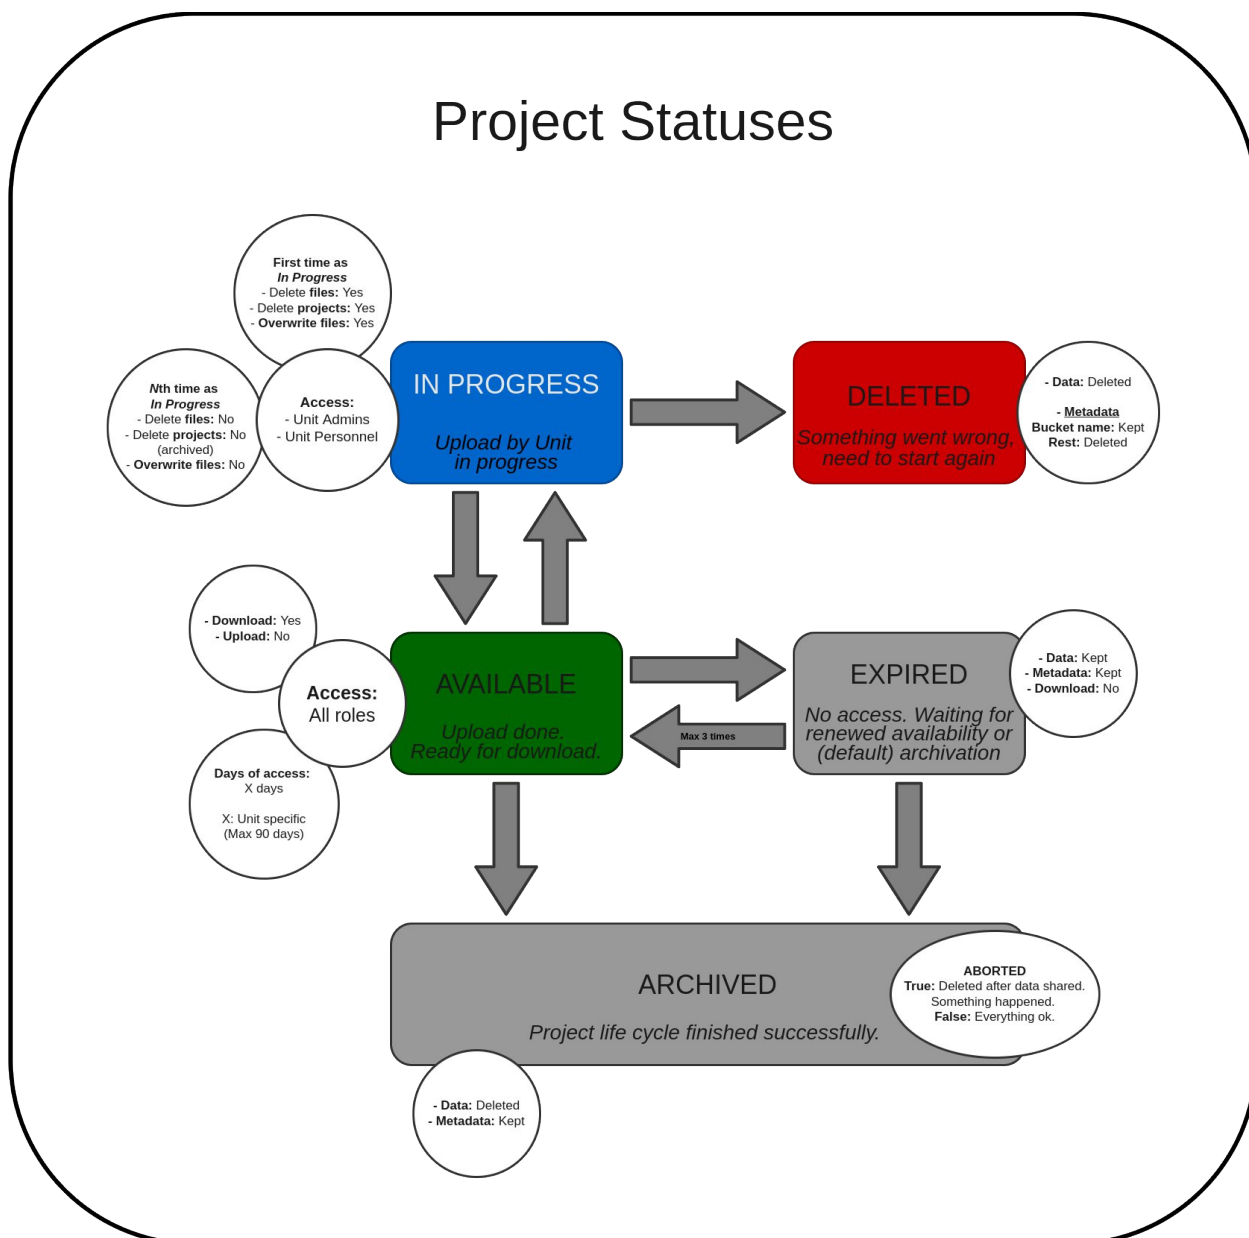 Project Statuses
First time as
In Progress
- Delete files: Yes
- Delete projects: Yes
- Overwrite files: Yes
Nth time as
In Progress
- Delete files: No
- Delete projects: No
(archived)
- Overwrite files: No
Access:
- Unit Admins
- Unit Personnel
IN PROGRESS
Upload by Unit
in progress
DELETED
Something went wrong,
need to start again
- Data: Deleted
- Metadata
Bucket name: Kept
Rest: Deleted
- Download: Yes
- Upload: No
Access:
All roles
Days of access:
X days
X: Unit specific
(Max 90 days)
AVAILABLE
Upload done.
Ready for download.
Max 3 times
EXPIRED
No access. Waiting for
renewed availability or
(default) archivation
- Data: Kept
- Metadata: Kept
- Download: No
ARCHIVED
Project life cycle finished successfully.
ABORTED
True: Deleted after data shared.
Something happened.
False: Everything ok.
- Data: Deleted
- Metadata: Kept